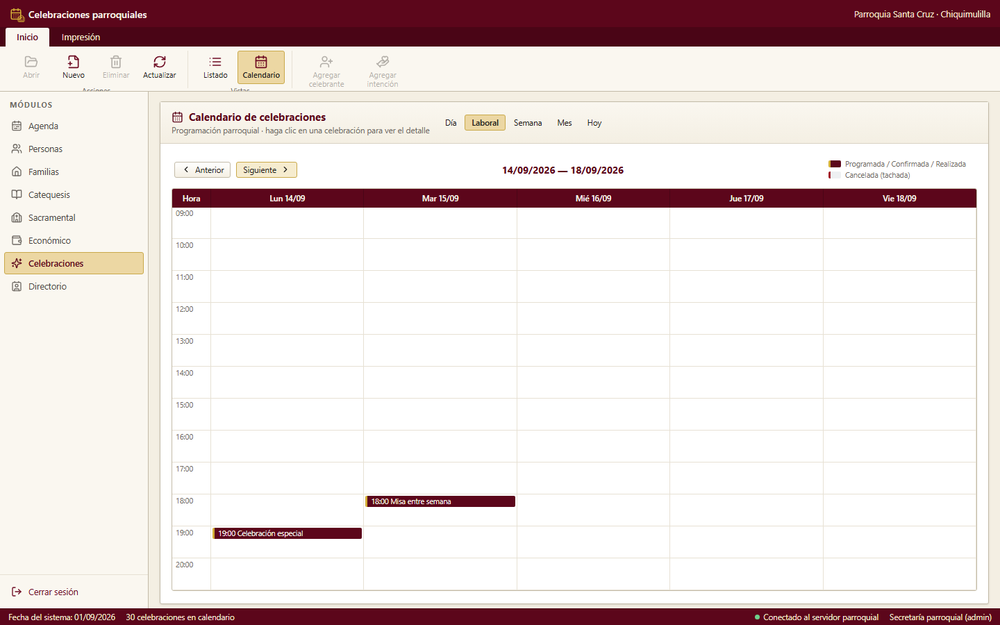 Celebraciones parroquiales
Parroquia Santa Cruz · Chiquimulilla
Inicio
Impresión
Abrir
Nuevo
Eliminar
Actualizar
Acciones
Listado
Calendario
Vistas
Agregar celebrante
Agregar intención
MÓDULOS
Agenda
Personas
Familias
Catequesis
Sacramental
Económico
Celebraciones
Directorio
Cerrar sesión
Calendario de celebraciones
Programación parroquial · haga clic en una celebración para ver el detalle
Día
Laboral
Semana
Mes
Hoy
Anterior
Siguiente
14/09/2026 — 18/09/2026
Programada / Confirmada / Realizada
Cancelada (tachada)
Hora
Lun 14/09
Mar 15/09
Mié 16/09
Jue 17/09
Vie 18/09
09:00
10:00
11:00
12:00
13:00
14:00
15:00
16:00
17:00
18:00
18:00 Misa entre semana
19:00
19:00 Celebración especial
20:00
Fecha del sistema: 01/09/2026
30 celebraciones en calendario
Conectado al servidor parroquial
Secretaría parroquial (admin)